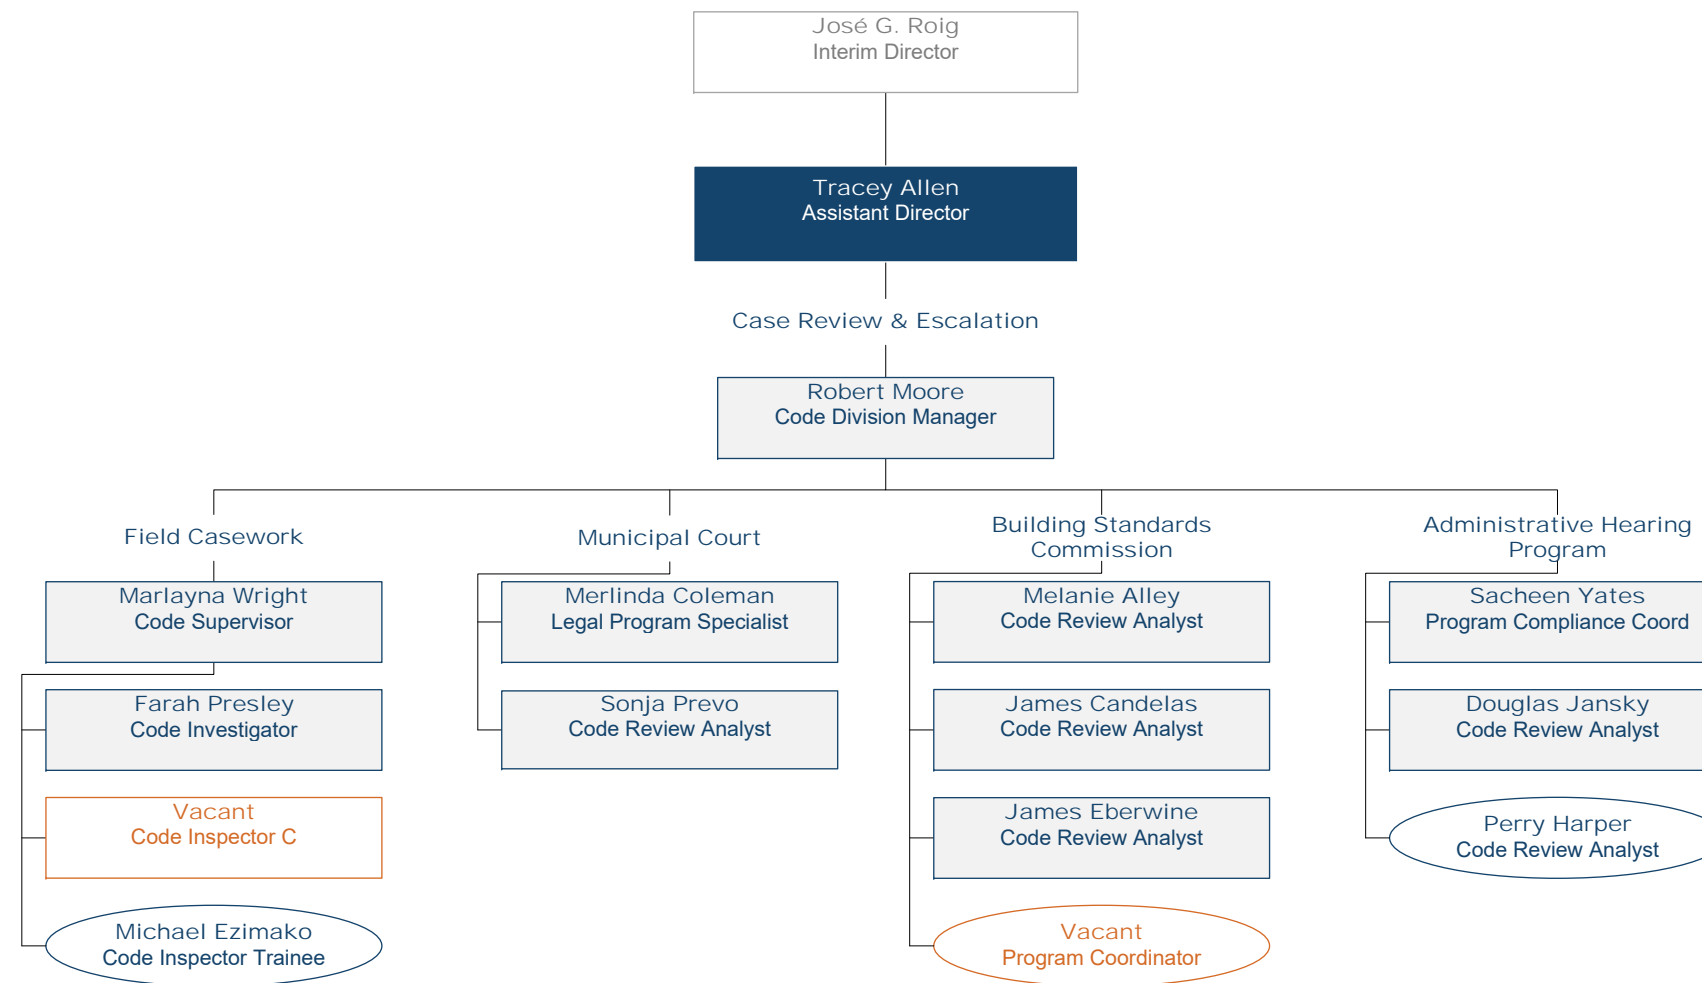 José G. Roig
Interim Director
Tracey Allen
Assistant Director
Case Review & Escalation
Robert Moore
Code Division Manager
Field Casework
Marlayna Wright
Code Supervisor
Farah Presley
Code Investigator
Vacant
Code Inspector C
Michael Ezimako
Code Inspector Trainee
Municipal Court
Merlinda Coleman
Legal Program Specialist
Sonja Prevo
Code Review Analyst
Building Standards
Commission
Melanie Alley
Code Review Analyst
James Candelas
Code Review Analyst
James Eberwine
Code Review Analyst
Vacant
Program Coordinator
Administrative Hearing
Program
Sacheen Yates
Program Compliance Coord
Douglas Jansky
Code Review Analyst
Perry Harper
Code Review Analyst